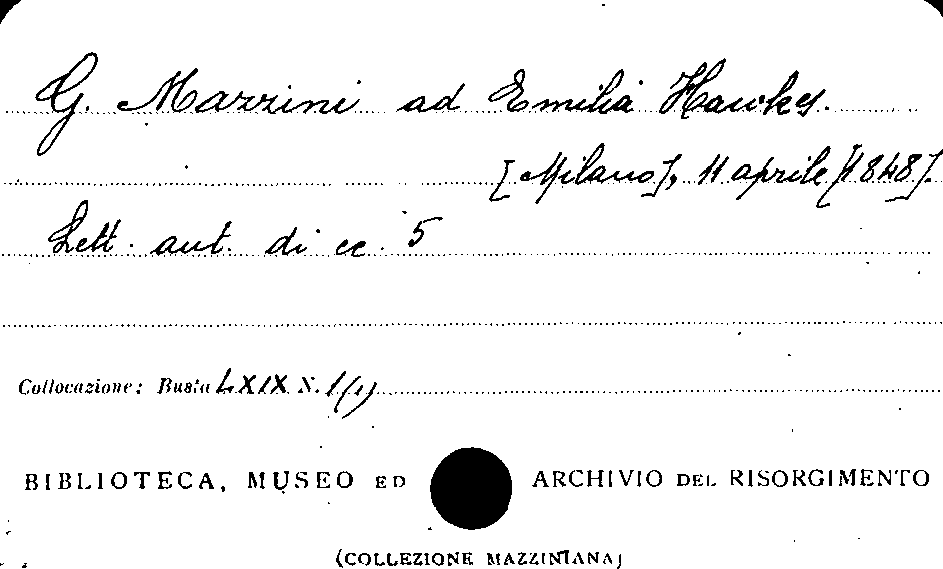 G. Mazzini ad Emilia Hawkes.
[Milano], 11 aprile [1848].
Lett. aut. di cc. 5
Collocazione: Busta LXIX N. 1(1)
BIBLIOTECA, MUSEO ED ARCHIVIO DEL RISORGIMENTO
(COLLEZIONE MAZZINIANA)